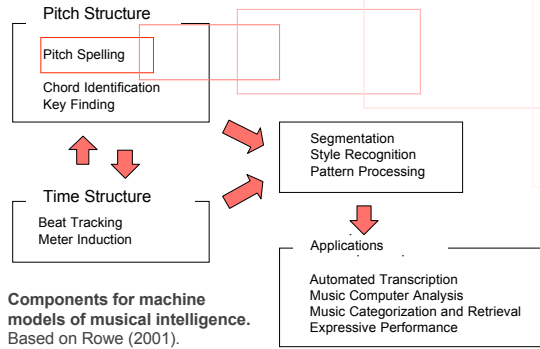 Pitch Structure
Pitch Spelling
Chord Identification
Key Finding
Time Structure
Beat Tracking
Meter Induction
Segmentation
Style Recognition
Pattern Processing
Applications
Automated Transcription
Music Computer Analysis
Music Categorization and Retrieval
Expressive Performance
Components for machine
models of musical intelligence.
Based on Rowe (2001).